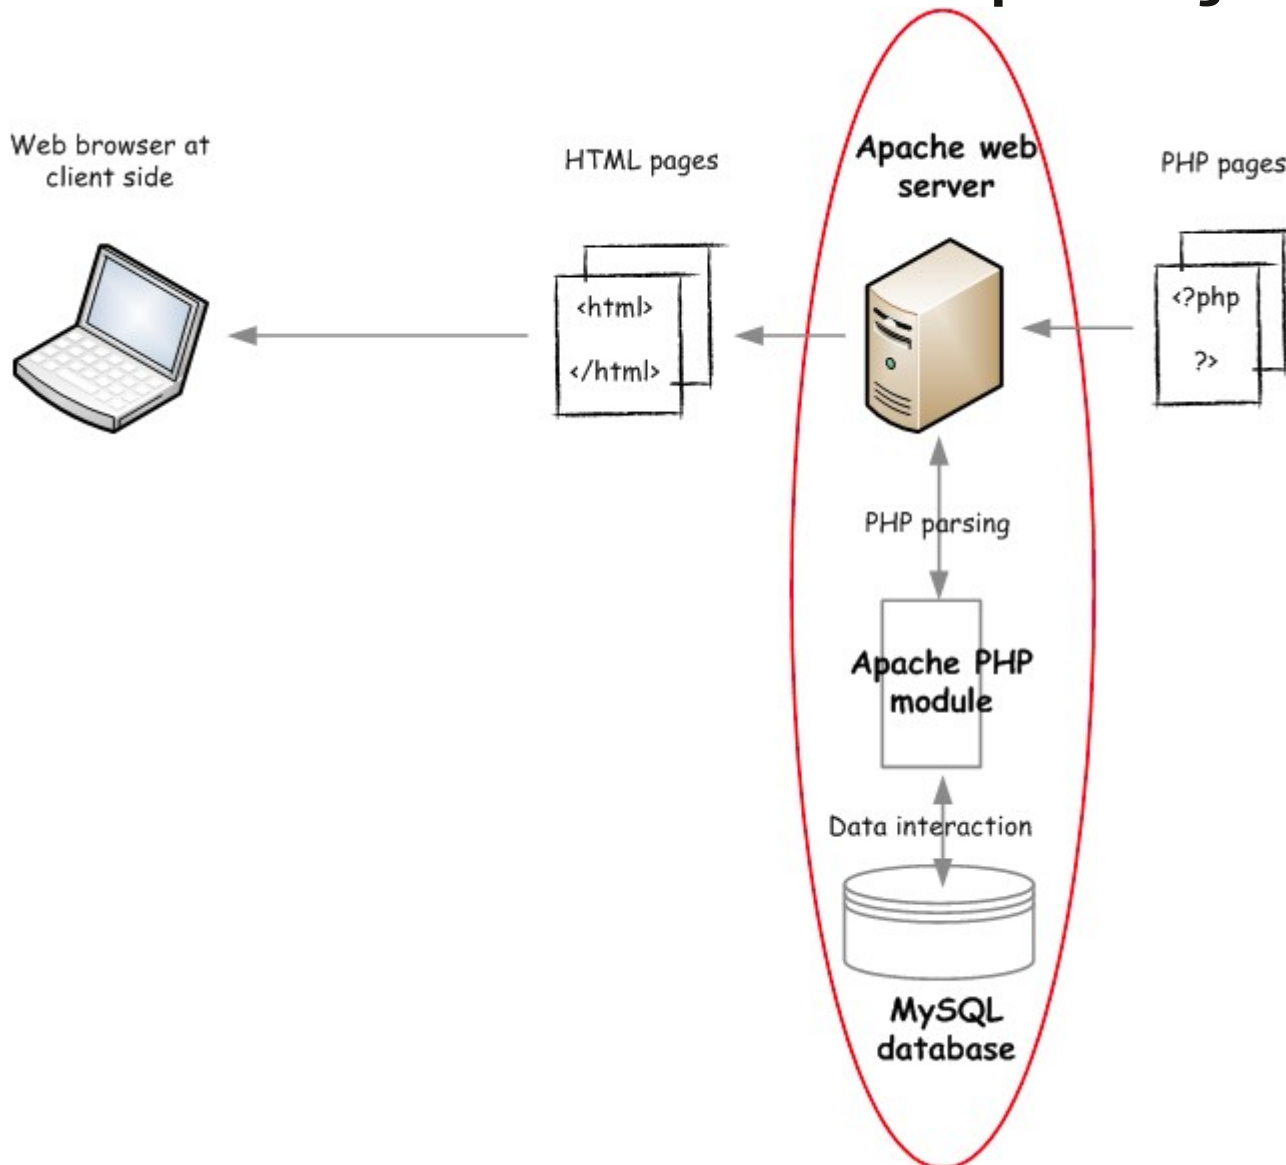 Web browser at
client side
HTML pages
<html>
</html>
Apache web
server
PHP pages
<?php
?>
PHP parsing
Apache PHP
module
Data interaction
MySQL
database